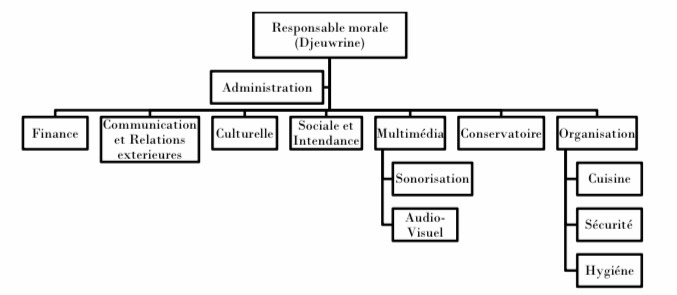 Responsable morale
(Djeuwrine)
Administration
Finance
Communication
et Relations
exterieures
Culturelle
Sociale et
Intendance
Multimédia
Conservatoire
Organisation
Sonorisation
Audio-
Visuel
Cuisine
Sécurité
Hygiéne